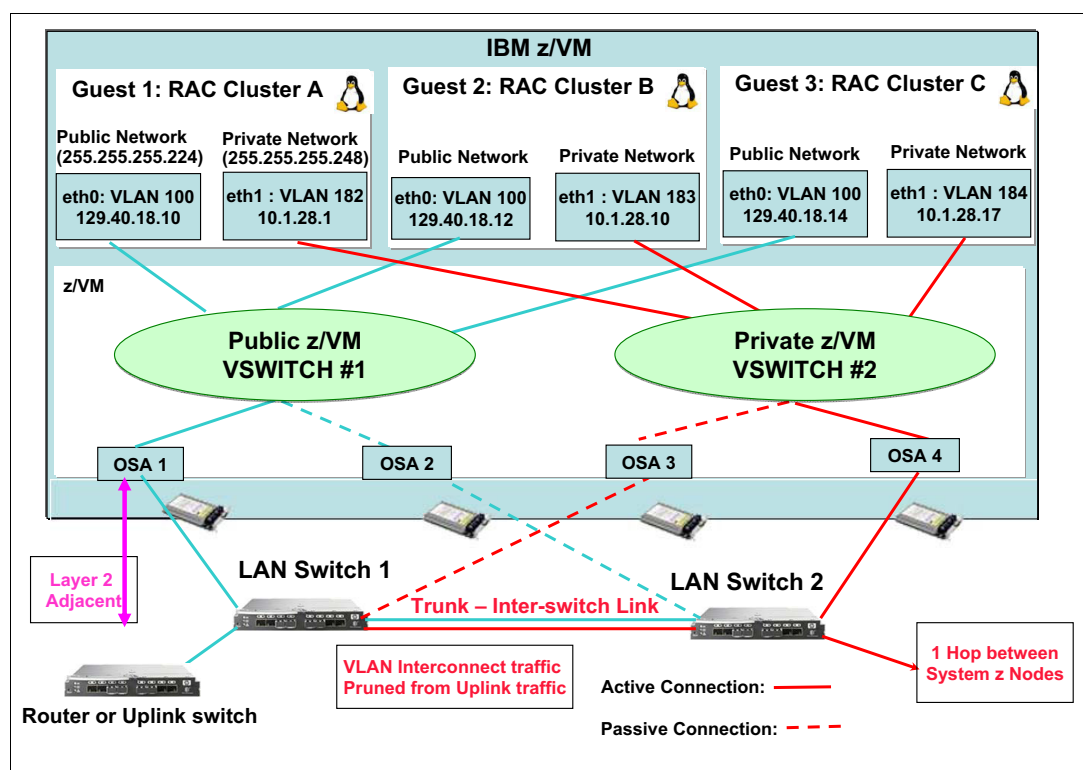 IBM z/VM
Guest 1: RAC Cluster A
Guest 2: RAC Cluster B
Guest 3: RAC Cluster C
Public Network
(255.255.255.224)
Private Network
(255.255.255.248)
Public Network
Private Network
Public Network
Private Network
eth0: VLAN 100
129.40.18.10
eth1 : VLAN 182
10.1.28.1
eth0: VLAN 100
129.40.18.12
eth1 : VLAN 183
10.1.28.10
eth0: VLAN 100
129.40.18.14
eth1 : VLAN 184
10.1.28.17
z/VM
Public z/VM
VSWITCH #1
Private z/VM
VSWITCH #2
OSA 1
OSA 2
OSA 3
OSA 4
Layer 2
Adjacent
LAN Switch 1
LAN Switch 2
Trunk – Inter-switch Link
VLAN Interconnect traffic
Pruned from Uplink traffic
1 Hop between
System z Nodes
Router or Uplink switch
Active Connection:
Passive Connection: